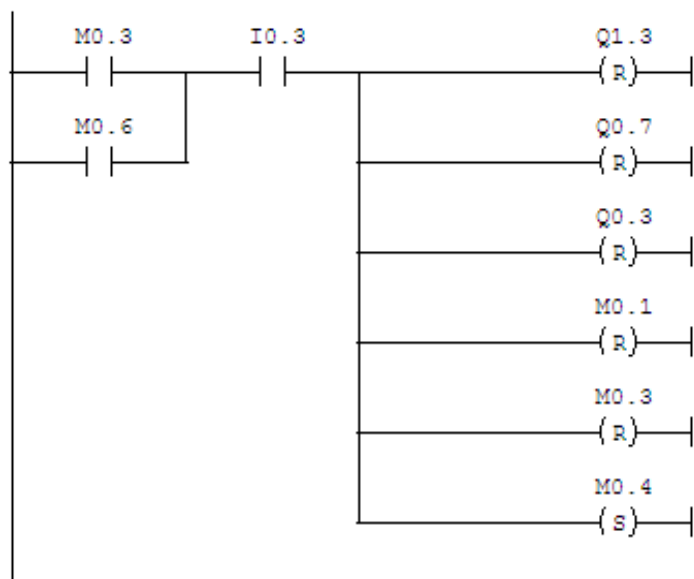 M0.3 I0.3 Q1.3
(R)
M0.6 Q0.7
(R)
Q0.3
(R)
M0.1
(R)
M0.3
(R)
M0.4
(S)